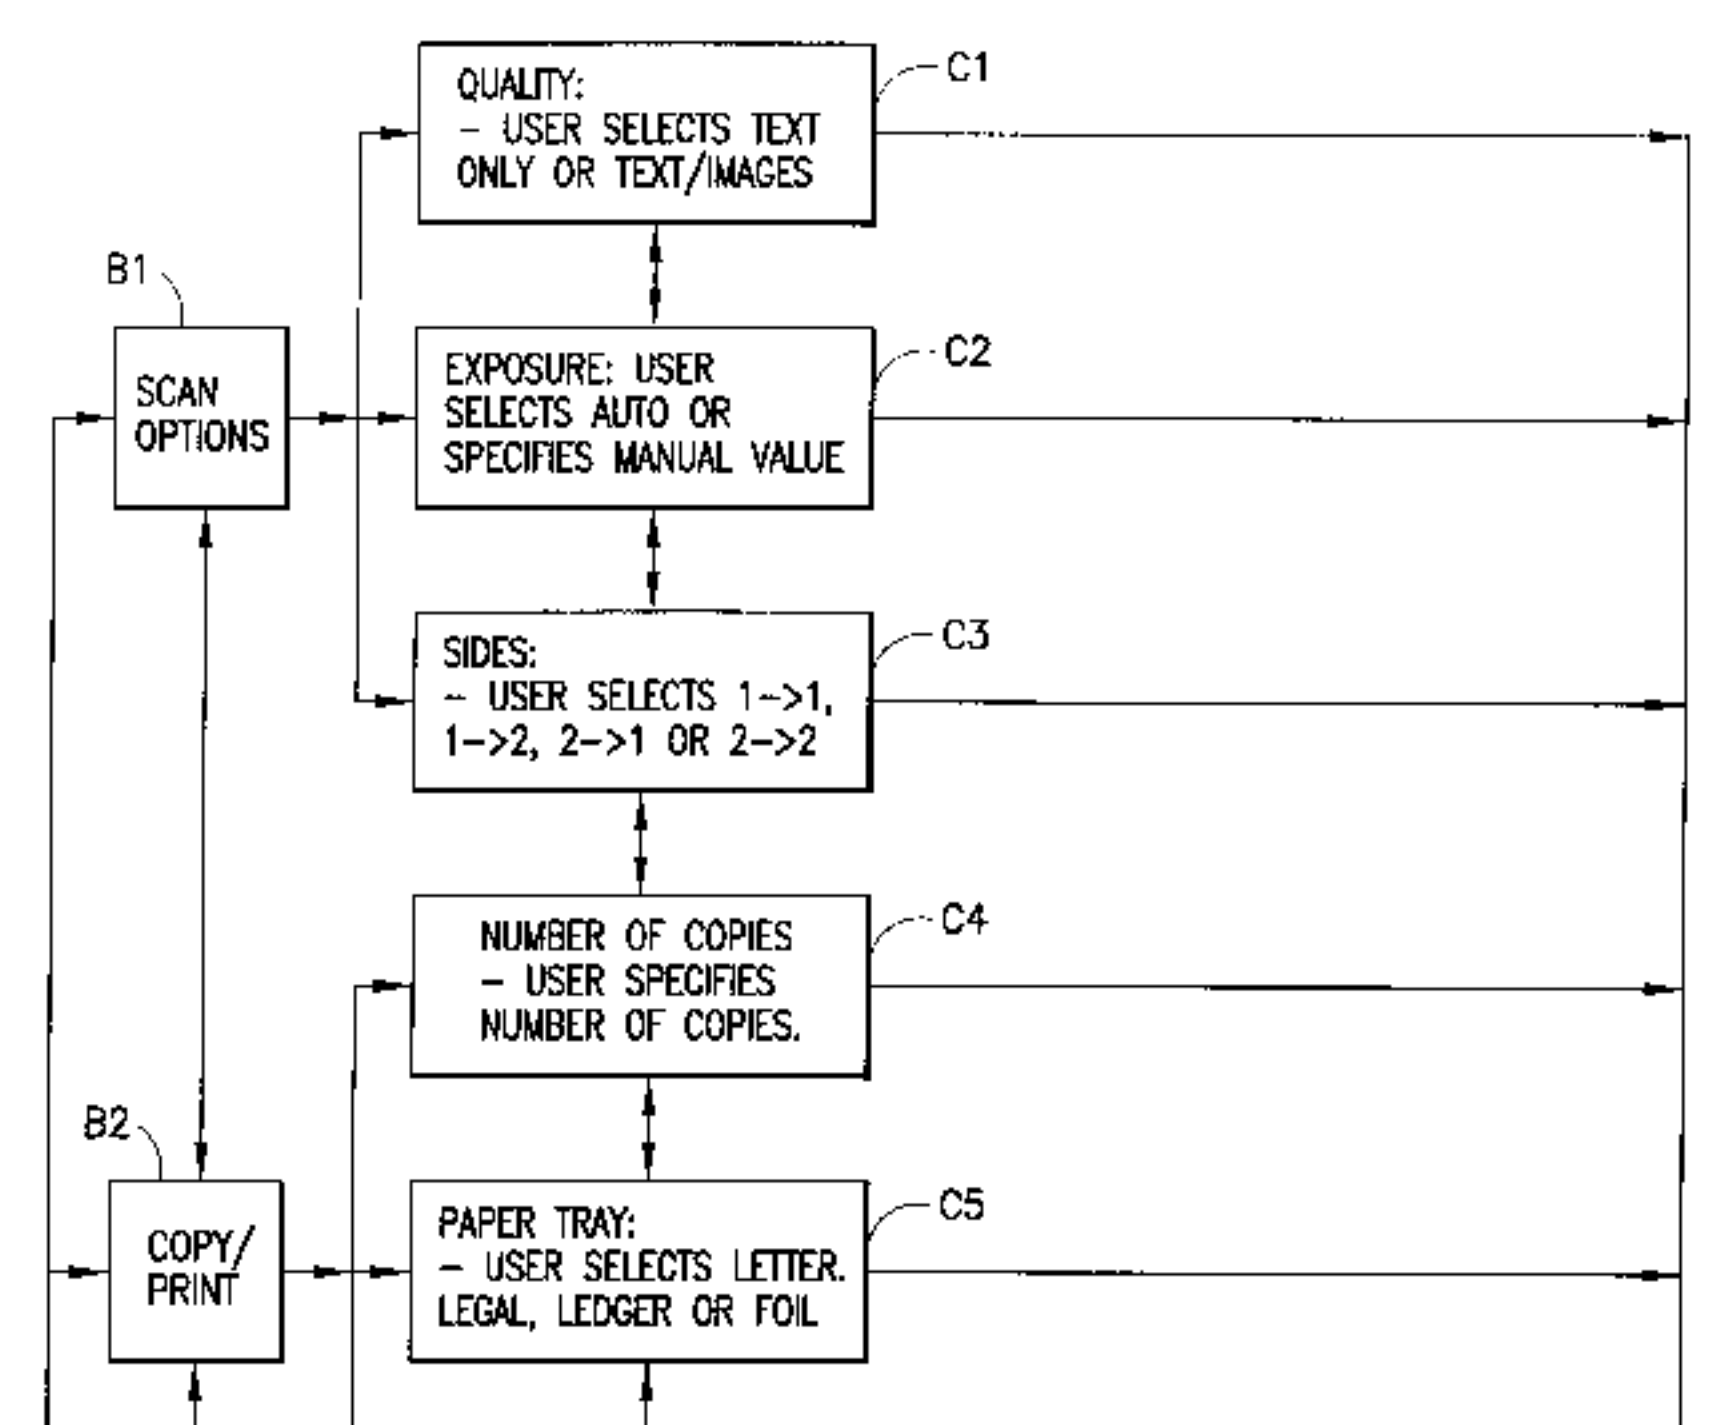 QUALITY:
– USER SELECTS TEXT
ONLY OR TEXT/IMAGES
C1
B1
SCAN
OPTIONS
EXPOSURE: USER
SELECTS AUTO OR
SPECIFIES MANUAL VALUE
C2
SIDES:
– USER SELECTS 1–>1,
1–>2, 2–>1 OR 2–>2
C3
NUMBER OF COPIES
– USER SPECIFIES
NUMBER OF COPIES.
C4
B2
COPY/
PRINT
PAPER TRAY:
– USER SELECTS LETTER.
LEGAL, LEDGER OR FOIL
C5